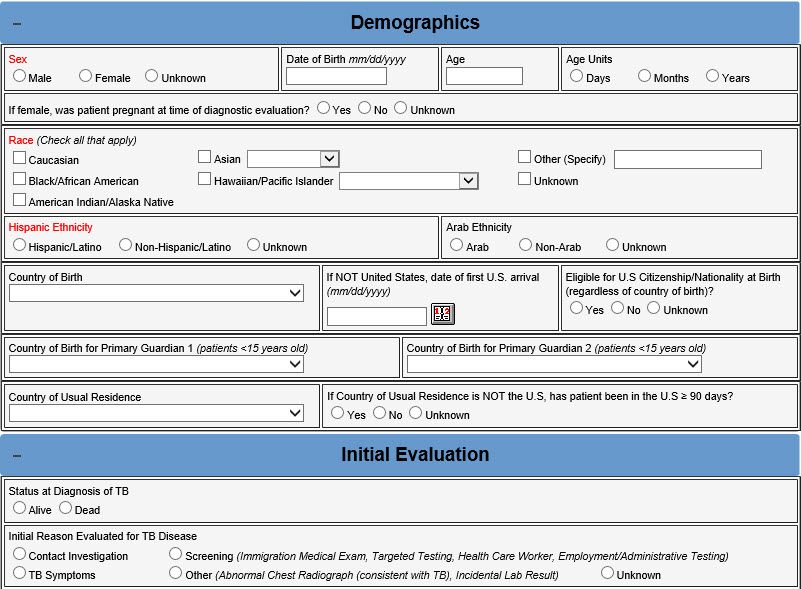 Demographics
Sex
Male Female Unknown
Date of Birth mm/dd/yyyy
Age
Age Units
Days Months Years
If female, was patient pregnant at time of diagnostic evaluation? Yes No Unknown
Race (Check all that apply)
Caucasian Asian Other (Specify)
Black/African American Hawaiian/Pacific Islander Unknown
American Indian/Alaska Native
Hispanic Ethnicity
Hispanic/Latino Non-Hispanic/Latino Unknown
Arab Ethnicity
Arab Non-Arab Unknown
Country of Birth
If NOT United States, date of first U.S. arrival
(mm/dd/yyyy)
Eligible for U.S Citizenship/Nationality at Birth
(regardless of country of birth)?
Yes No Unknown
Country of Birth for Primary Guardian 1 (patients <15 years old)
Country of Birth for Primary Guardian 2 (patients <15 years old)
Country of Usual Residence
If Country of Usual Residence is NOT the U.S, has patient been in the U.S ≥ 90 days?
Yes No Unknown
Initial Evaluation
Status at Diagnosis of TB
Alive Dead
Initial Reason Evaluated for TB Disease
Contact Investigation Screening (Immigration Medical Exam, Targeted Testing, Health Care Worker, Employment/Administrative Testing)
TB Symptoms Other (Abnormal Chest Radiograph (consistent with TB), Incidental Lab Result) Unknown